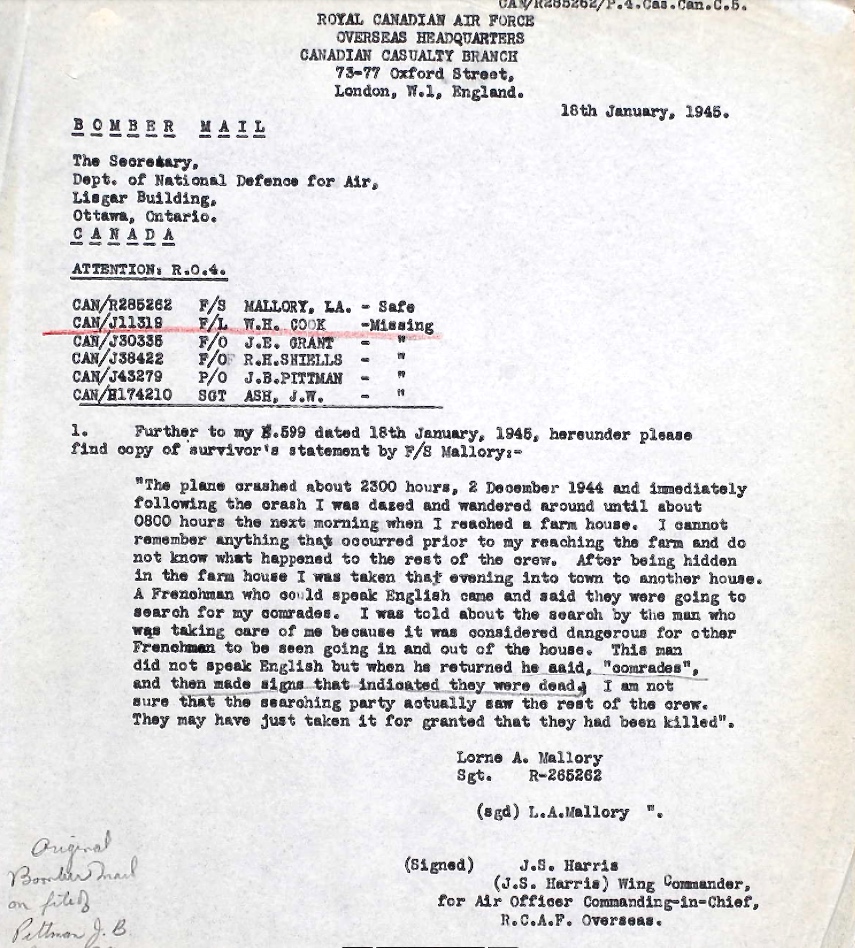 CAN/R285262/P.4.Cas.Can.C.5.
ROYAL CANADIAN AIR FORCE
OVERSEAS HEADQUARTERS
CANADIAN CASUALTY BRANCH
73-77 Oxford Street,
London, W.1, England.
18th January, 1945.
BOMBER MAIL
The Secretary,
Dept. of National Defence for Air,
Lisgar Building,
Ottawa, Ontario.
CANADA
ATTENTION: R.O.4.
CAN/R285262 F/S MALLORY, LA. - Safe
CAN/J11319 F/L W.H. COOK -Missing
CAN/J30335 F/O J.E. GRANT - "
CAN/J38422 F/O R.H.SHIELLS - "
CAN/J43279 P/O J.B.PITTMAN - "
CAN/R174210 SGT ASH, J.W. - "
1. Further to my .599 dated 18th January, 1945, hereunder please
find copy of survivor's statement by F/S Mallory:-
"The plane crashed about 2300 hours, 2 December 1944 and immediately
following the crash I was dazed and wandered around until about
0800 hours the next morning when I reached a farm house. I cannot
remember anything that occurred prior to my reaching the farm and do
not know what happened to the rest of the crew. After being hidden
in the farm house I was taken that evening into town to another house.
A Frenchman who could speak English came and said they were going to
search for my comrades. I was told about the search by the man who
was taking care of me because it was considered dangerous for other
Frenchman to be seen going in and out of the house. This man
did not speak English but when he returned he said, "comrades",
and then made signs that indicated they were dead. I am not
sure that the searching party actually saw the rest of the crew.
They may have just taken it for granted that they had been killed".
Lorne A. Mallory
Sgt. R-265262
(sgd) L.A.Mallory ".
(Signed) J.S. Harris
(J.S. Harris) Wing Commander,
for Air Officer Commanding-in-Chief,
R.C.A.F. Overseas.
Original
Bomber Mail
on file of
Pittman J.B.